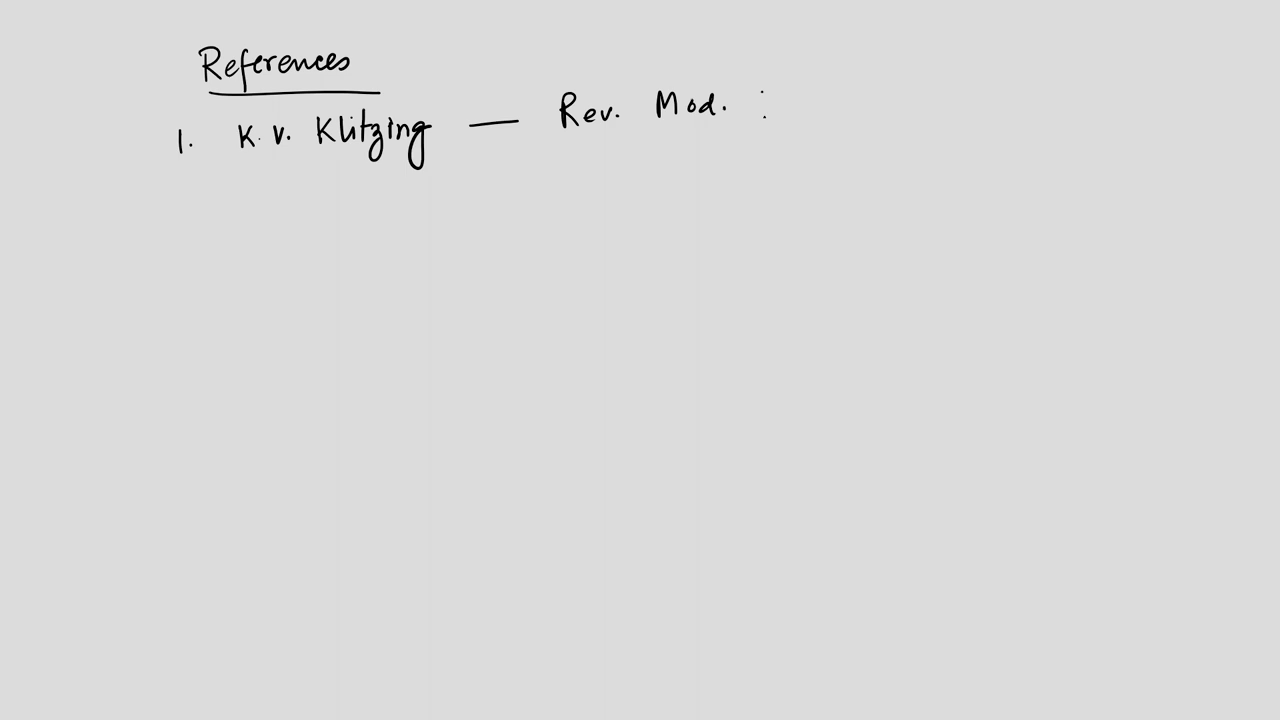 References
1. K. v. Klitzing — Rev. Mod. :